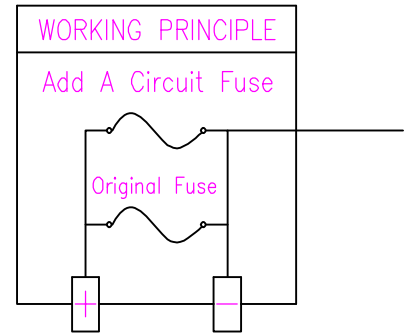 WORKING PRINCIPLE
Add A Circuit Fuse
Original Fuse
+ −